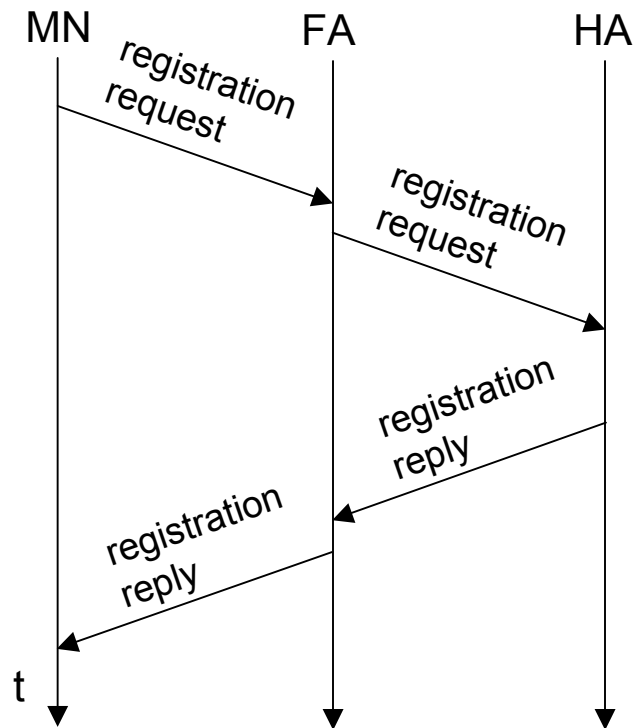 MN
FA
HA
registration
request
registration
request
registration
reply
registration
reply
t